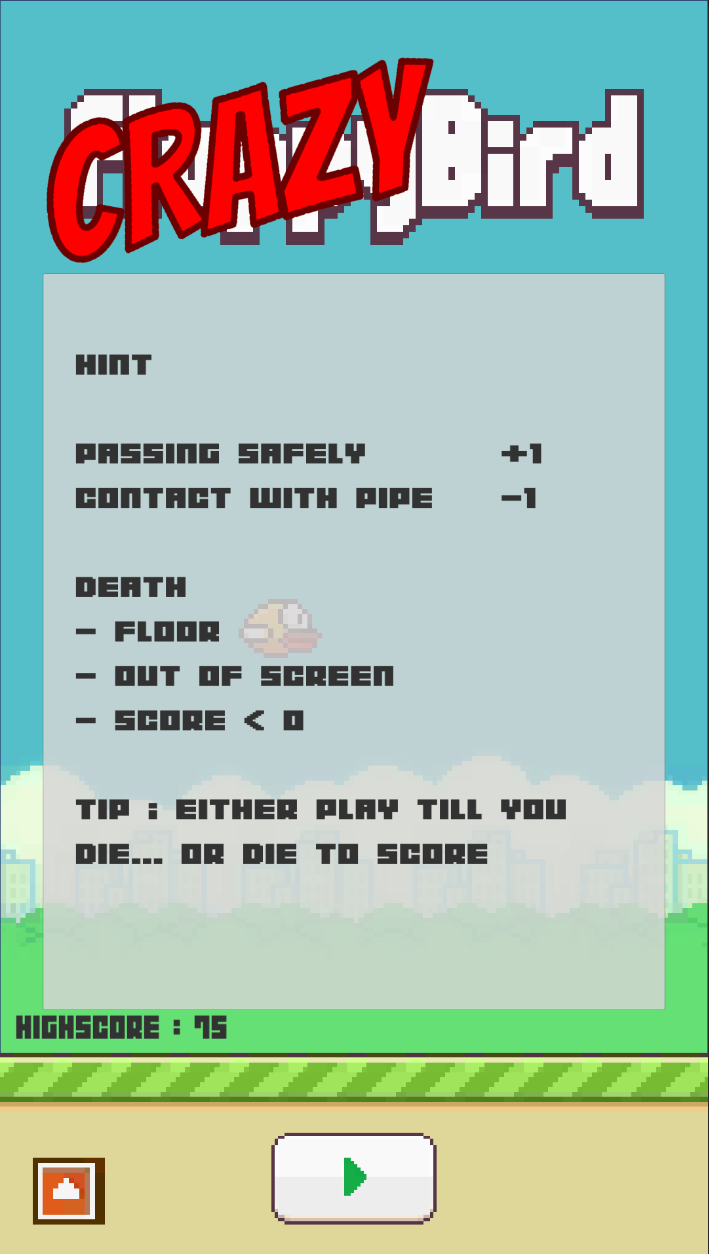 CRAZY
Bird
HINT
PASSING SAFELY +1
CONTACT WITH PIPE -1
DEATH
- FLOOR
- OUT OF SCREEN
- SCORE < 0
TIP : EITHER PLAY TILL YOU
DIE... OR DIE TO SCORE
HIGHSCORE : 75